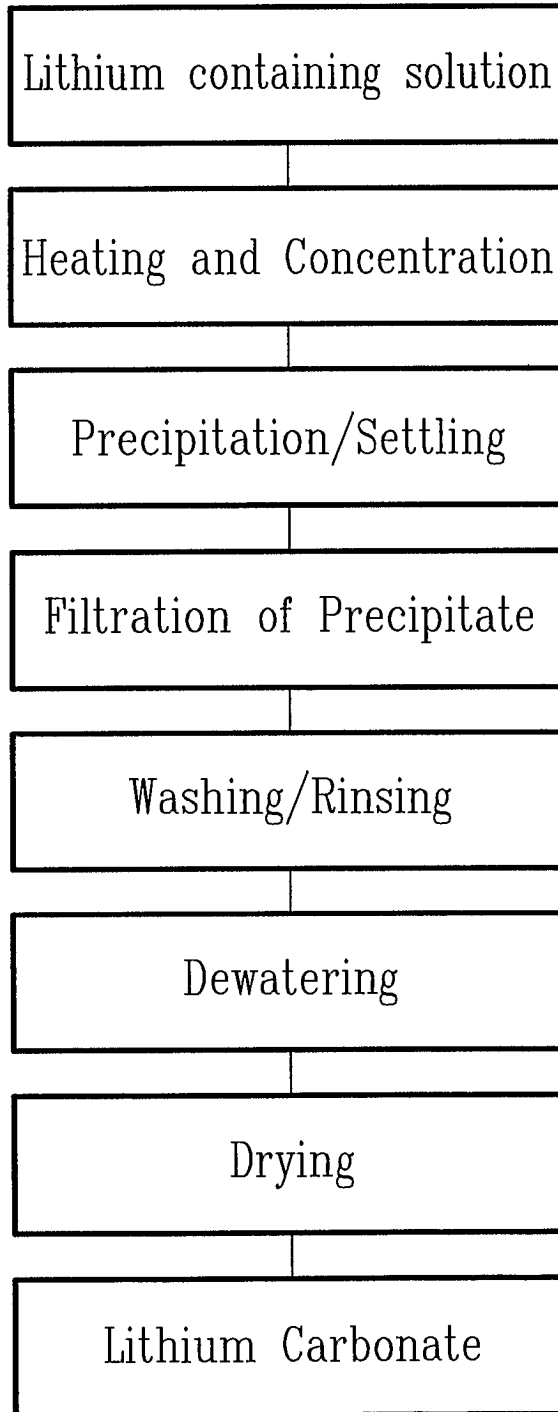 Lithium containing solution
Heating and Concentration
Precipitation/Settling
Filtration of Precipitate
Washing/Rinsing
Dewatering
Drying
Lithium Carbonate